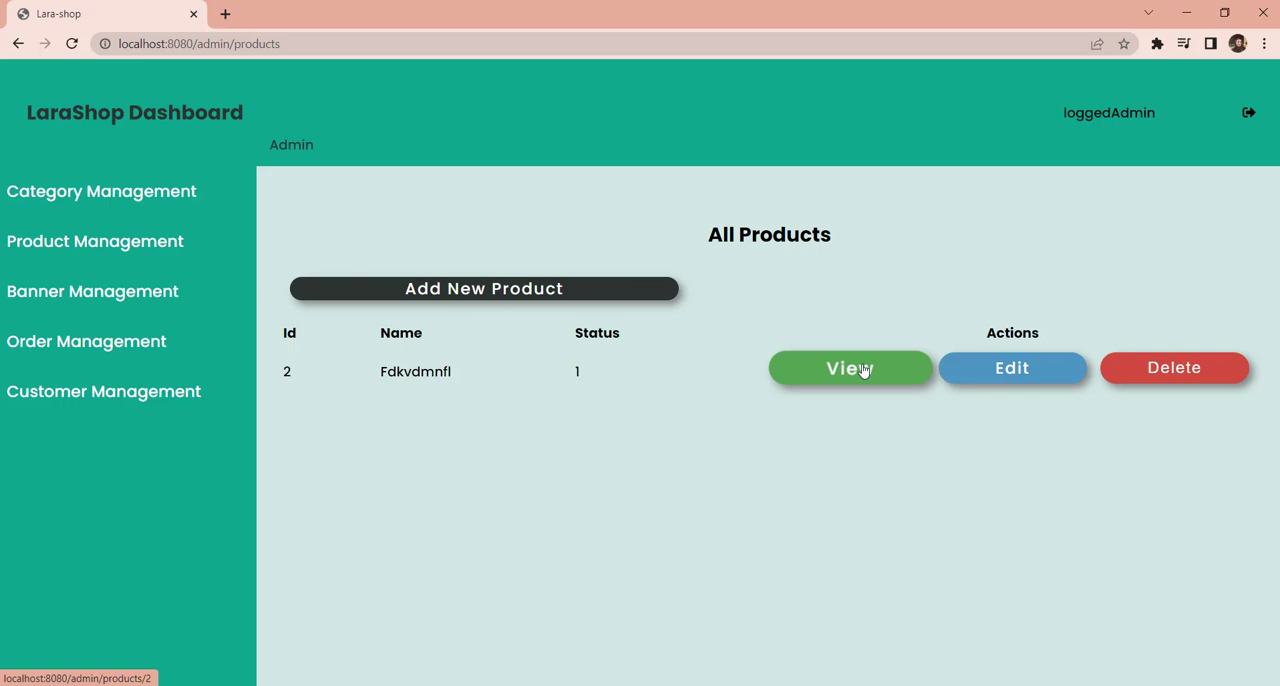 Lara-shop
localhost:8080/admin/products
LaraShop Dashboard
loggedAdmin
Admin
Category Management
Product Management
Banner Management
Order Management
Customer Management
All Products
Add New Product
Id Name Status Actions
2 Fdkvdmnfl 1 View Edit Delete
localhost:8080/admin/products/2